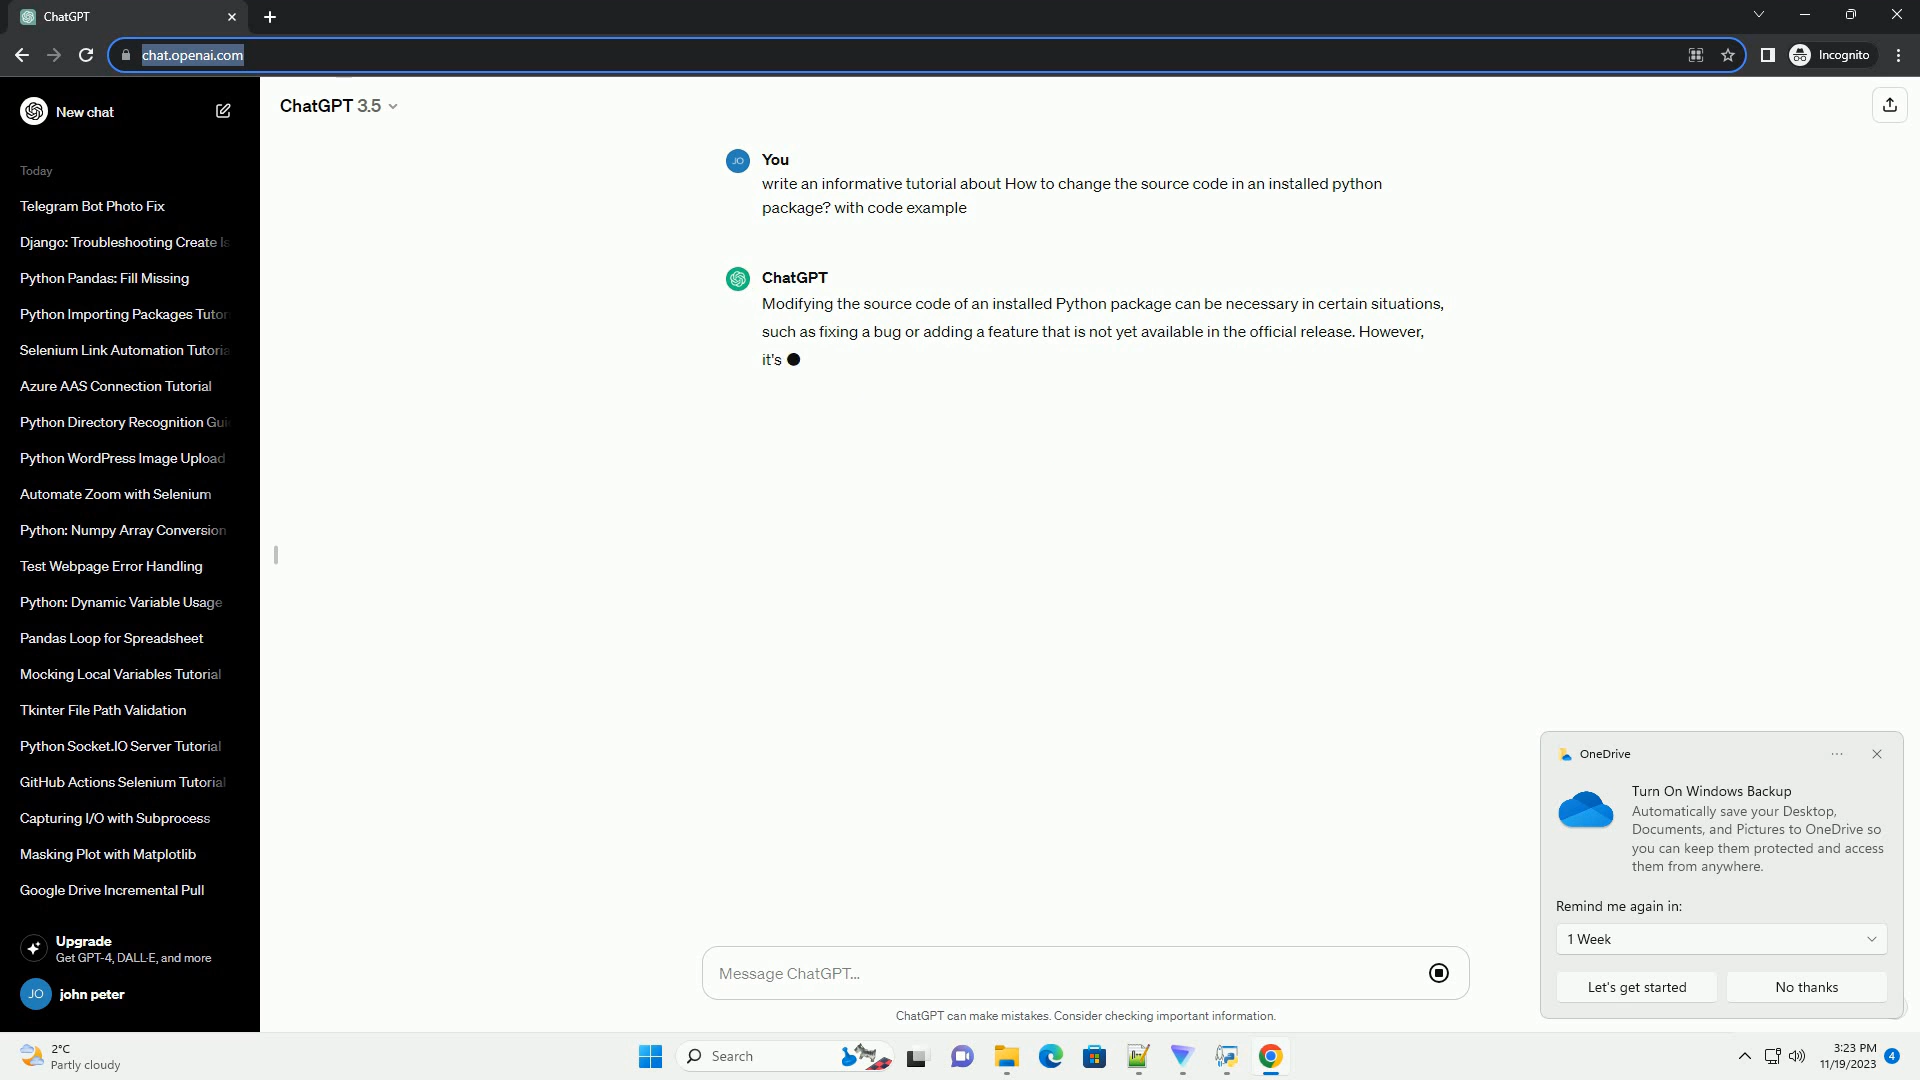 ChatGPT
chat.openai.com
Incognito
New chat
Today
Telegram Bot Photo Fix
Django: Troubleshooting Create Is
Python Pandas: Fill Missing
Python Importing Packages Tutor
Selenium Link Automation Tutoria
Azure AAS Connection Tutorial
Python Directory Recognition Gui
Python WordPress Image Upload
Automate Zoom with Selenium
Python: Numpy Array Conversion
Test Webpage Error Handling
Python: Dynamic Variable Usage
Pandas Loop for Spreadsheet
Mocking Local Variables Tutorial
Tkinter File Path Validation
Python Socket.IO Server Tutorial
GitHub Actions Selenium Tutorial
Capturing I/O with Subprocess
Masking Plot with Matplotlib
Google Drive Incremental Pull
Upgrade
Get GPT-4, DALL·E, and more
JO john peter
ChatGPT 3.5
JO You
write an informative tutorial about How to change the source code in an installed python
package? with code example
ChatGPT
Modifying the source code of an installed Python package can be necessary in certain situations,
such as fixing a bug or adding a feature that is not yet available in the official release. However,
it's
Message ChatGPT...
ChatGPT can make mistakes. Consider checking important information.
OneDrive
Turn On Windows Backup
Automatically save your Desktop,
Documents, and Pictures to OneDrive so
you can keep them protected and access
them from anywhere.
Remind me again in:
1 Week
Let's get started
No thanks
2°C
Partly cloudy
Search
3:23 PM
11/19/2023
4